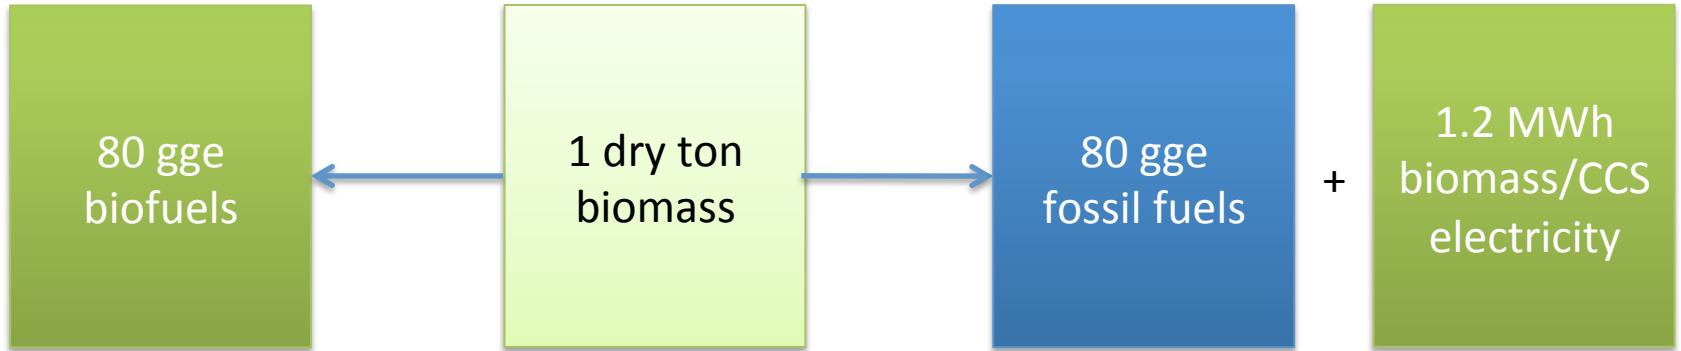 80 gge
biofuels
1 dry ton
biomass
80 gge
fossil fuels
+
1.2 MWh
biomass/CCS
electricity